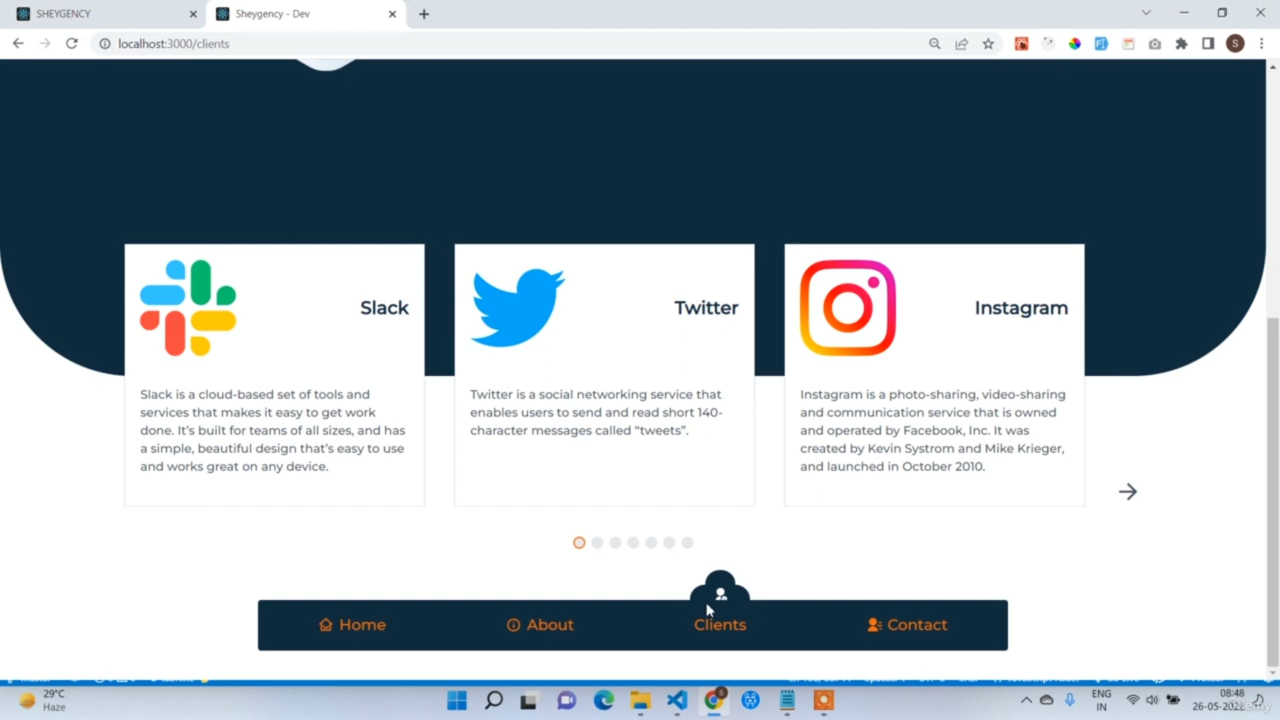 SHEYGENCY
Sheygency - Dev
localhost:3000/clients
S
Slack
Twitter
Instagram
Slack is a cloud-based set of tools and
services that makes it easy to get work
done. It's built for teams of all sizes, and has
a simple, beautiful design that's easy to use
and works great on any device.
Twitter is a social networking service that
enables users to send and read short 140-
character messages called “tweets”.
Instagram is a photo-sharing, video-sharing
and communication service that is owned
and operated by Facebook, Inc. It was
created by Kevin Systrom and Mike Krieger,
and launched in October 2010.
Home
About
Clients
Contact
29°C
Haze
ENG
IN
08:48
26-05-2022